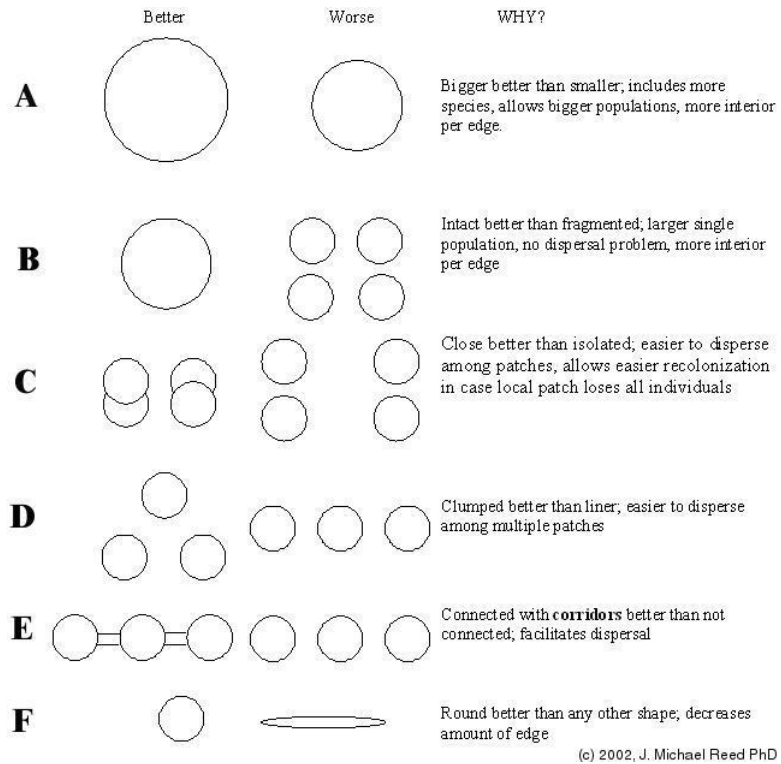 Better Worse WHY?
A
Bigger better than smaller; includes more
species, allows bigger populations, more interior
per edge.
B
Intact better than fragmented; larger single
population, no dispersal problem, more interior
per edge
C
Close better than isolated; easier to disperse
among patches, allows easier recolonization
in case local patch loses all individuals
D
Clumped better than liner; easier to disperse
among multiple patches
E
Connected with corridors better than not
connected; facilitates dispersal
F
Round better than any other shape; decreases
amount of edge
(c) 2002, J. Michael Reed PhD